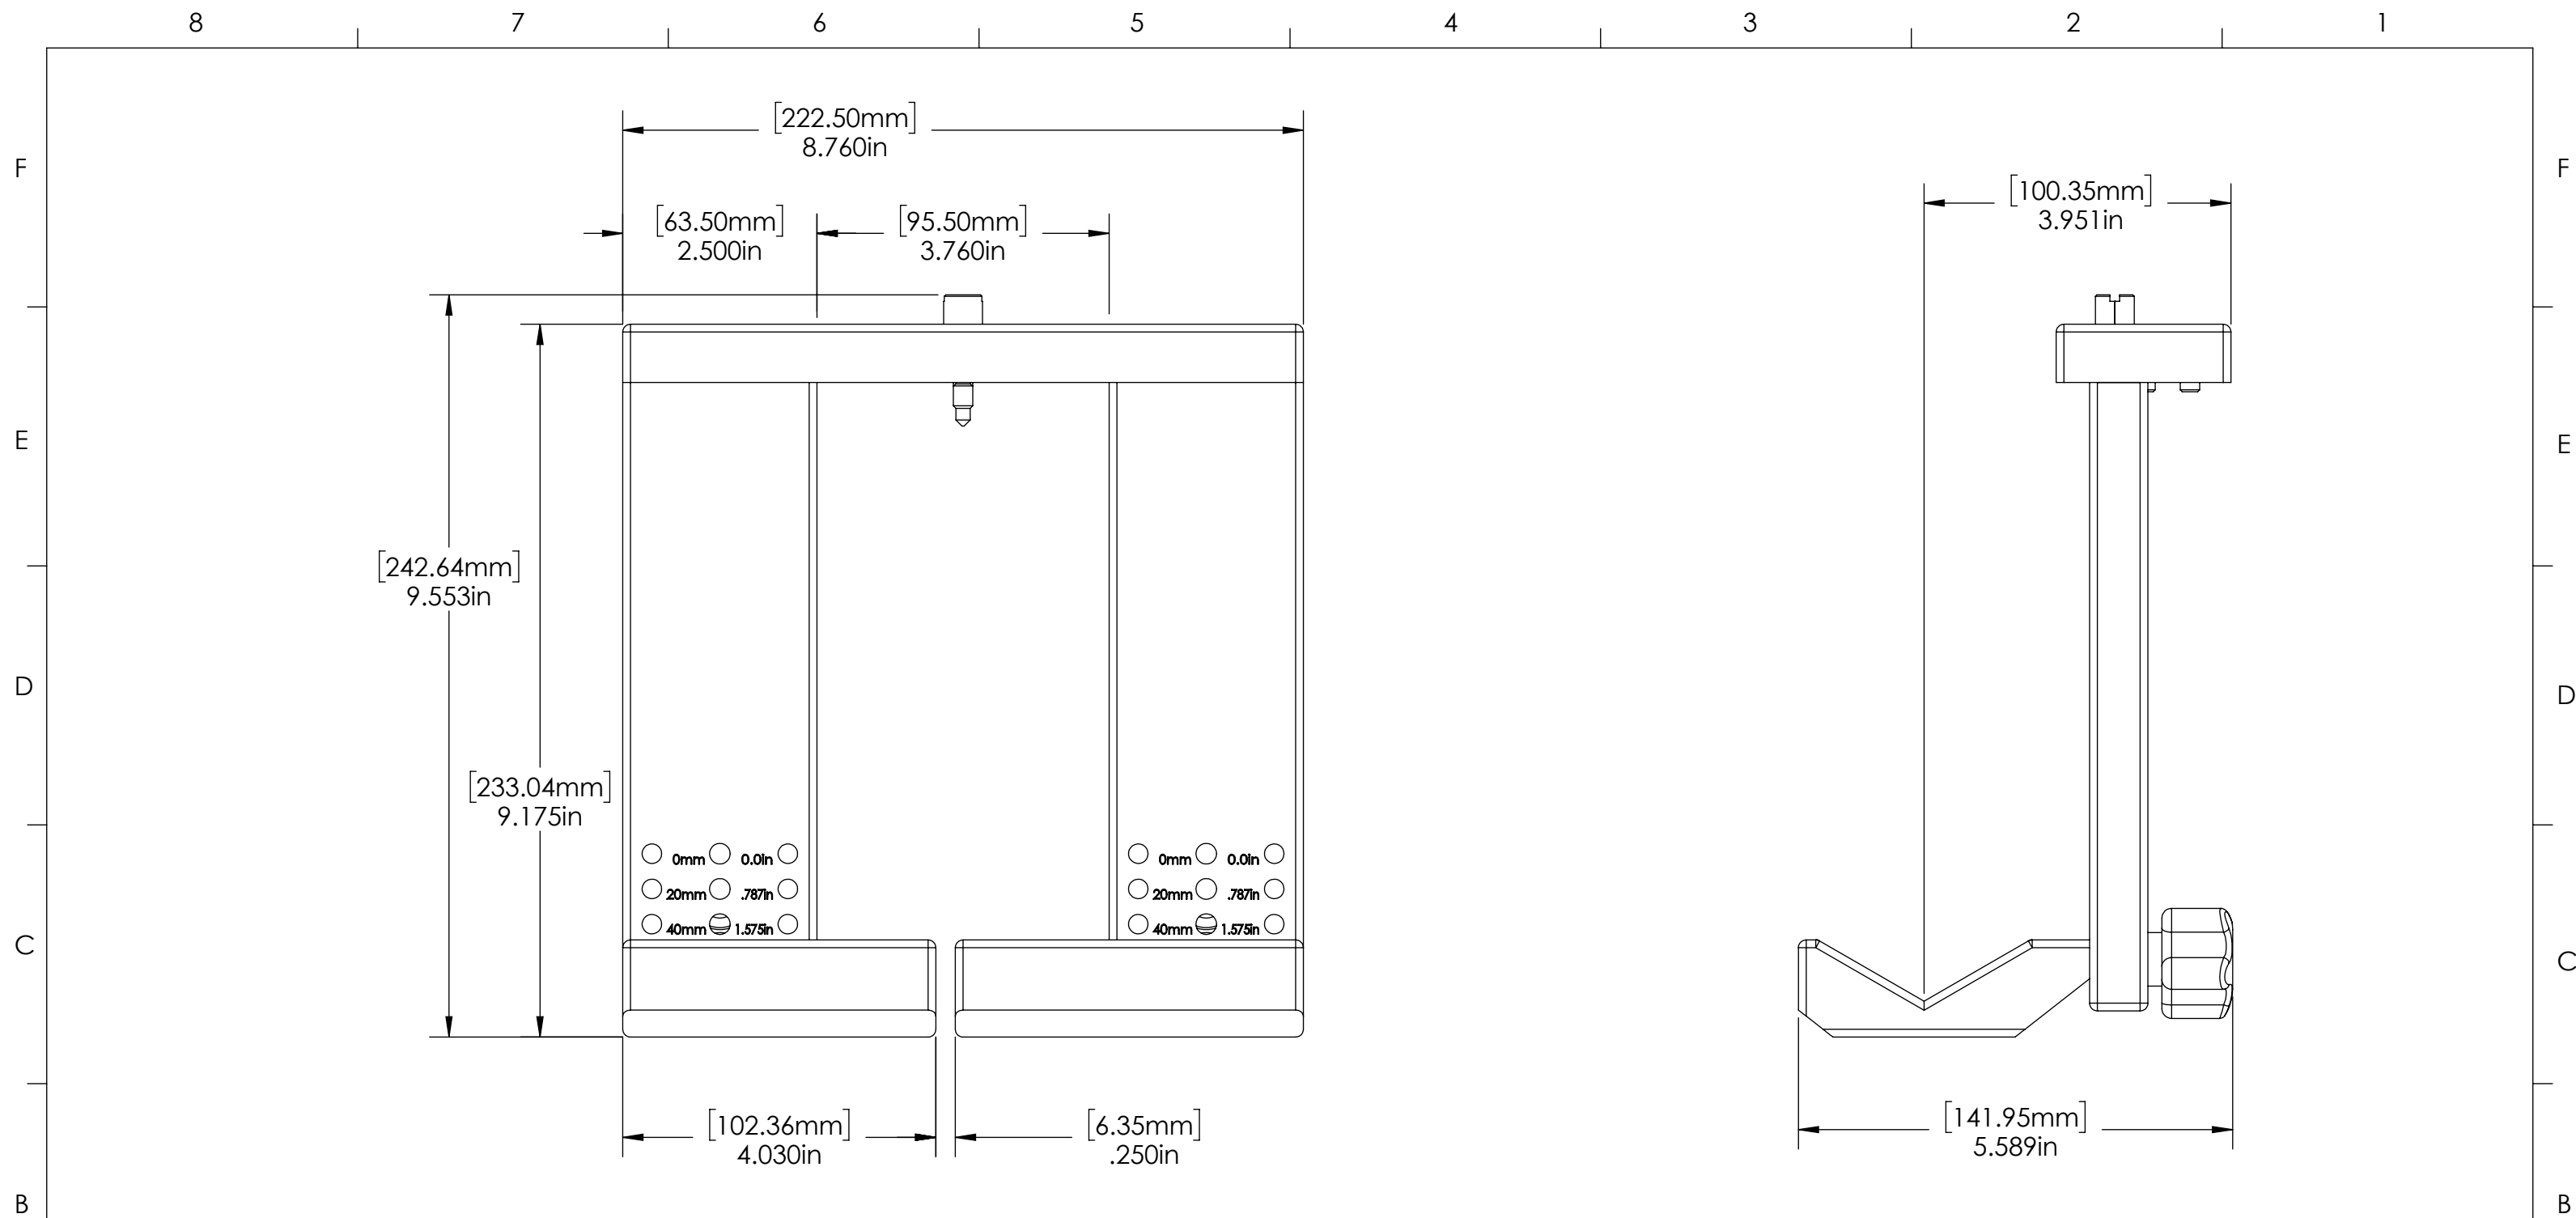 8 7 6 5 4 3 2 1
[222.50mm]
8.760in
F F
[100.35mm]
3.951in
[63.50mm] [95.50mm]
2.500in 3.760in
E E
[242.64mm]
9.553in
D D
[233.04mm]
9.175in
0mm 0.0in 0mm 0.0in
20mm .787in 20mm .787in
40mm 1.575in 40mm 1.575in
C C
[102.36mm] [6.35mm] [141.95mm]
4.030in .250in 5.589in
B B